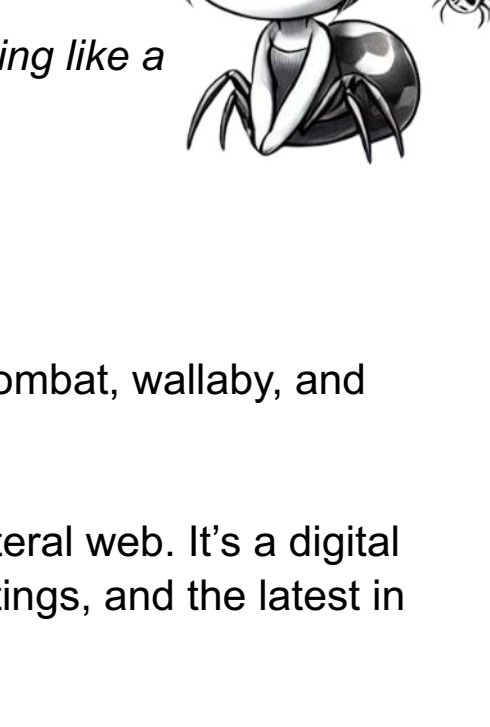 ing like a
ombat, wallaby, and
teral web. It’s a digital
tings, and the latest in